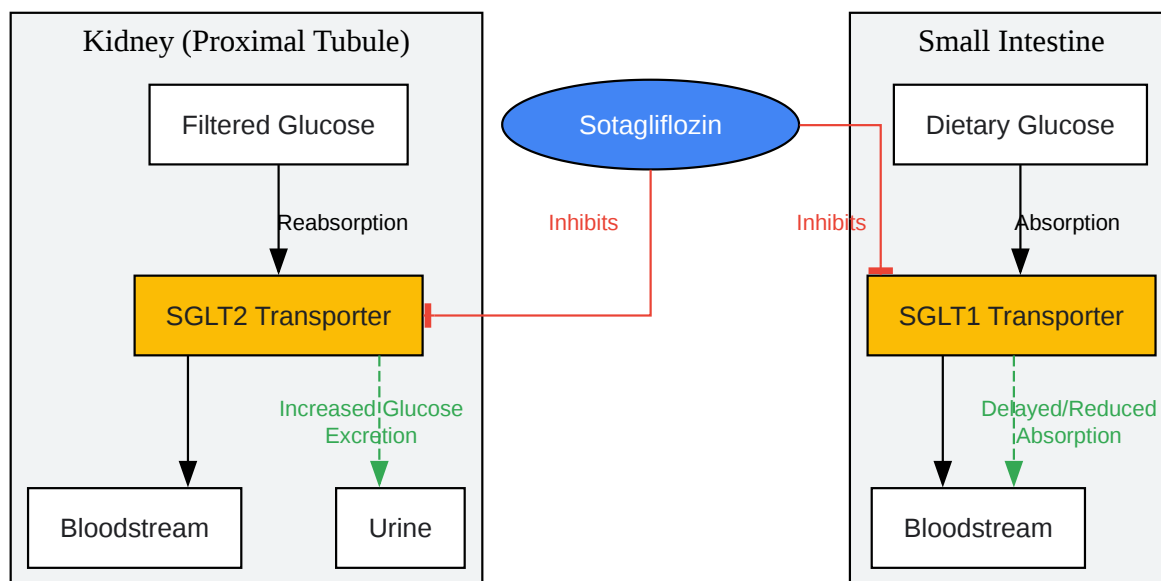 Kidney (Proximal Tubule)
Small Intestine
Filtered Glucose
Sotagliflozin
Dietary Glucose
Reabsorption
Inhibits
Inhibits
Absorption
SGLT2 Transporter
SGLT1 Transporter
Increased Glucose
Excretion
Delayed/Reduced
Absorption
Bloodstream
Urine
Bloodstream